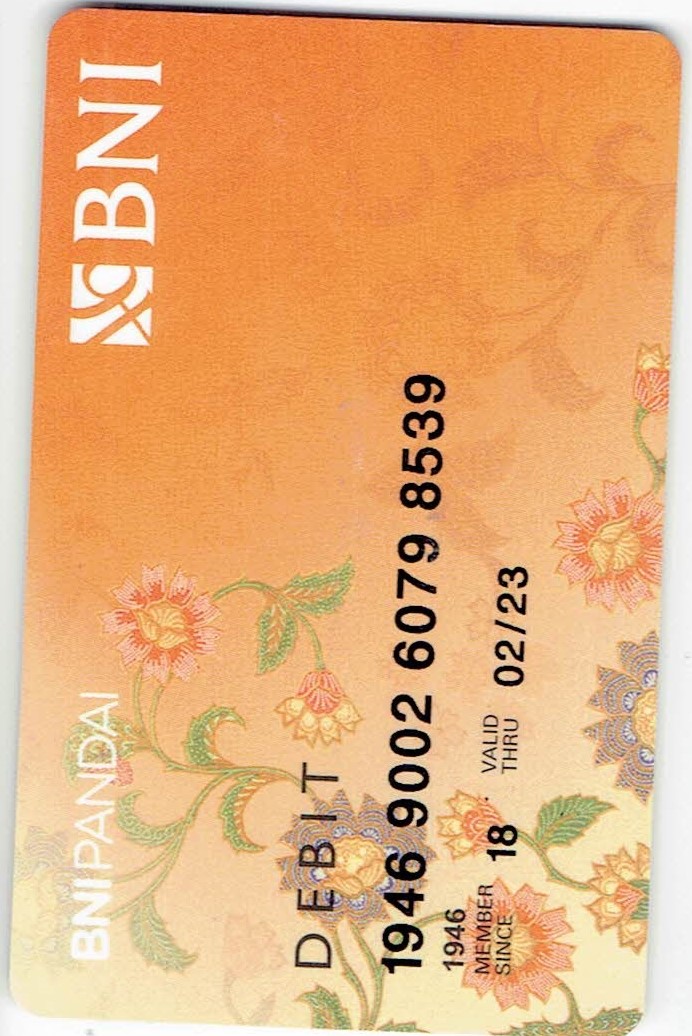 BNI PANDAI
BNI
DEBIT
1946 9002 6079 8539
1946
MEMBER SINCE 18 VALID THRU 02/23